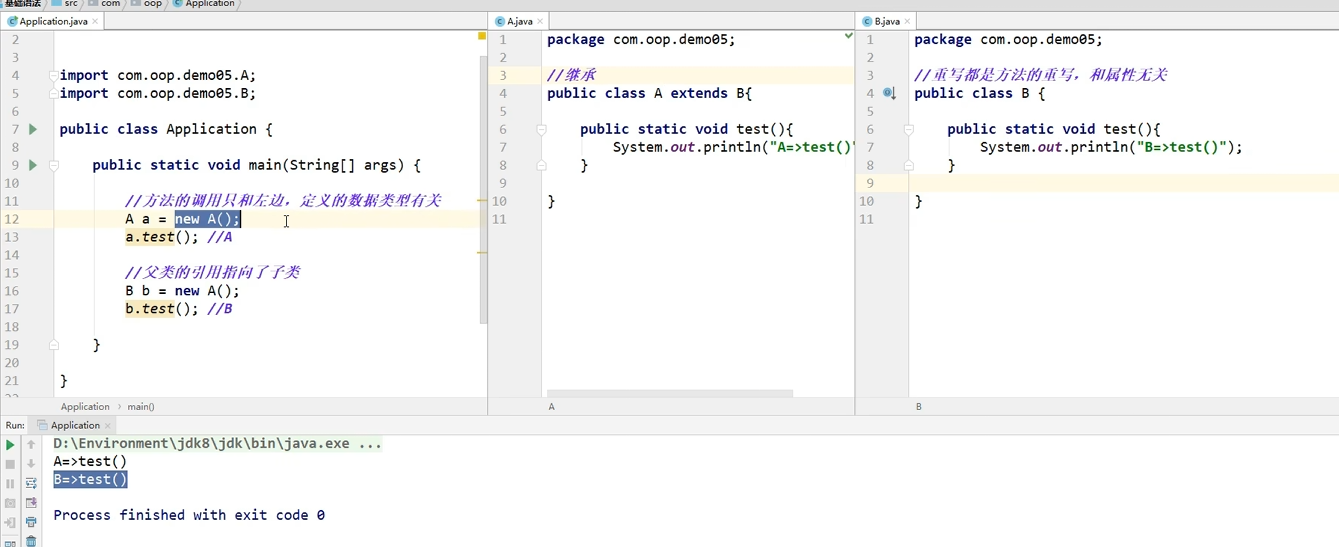 基础语法 src com oop Application
Application.java
A.java
B.java
2
3
4 import com.oop.demo05.A;
5 import com.oop.demo05.B;
6
7 public class Application {
8
9 public static void main(String[] args) {
10
11 //方法的调用只和左边，定义的数据类型有关
12 A a = new A();
13 a.test(); //A
14
15 //父类的引用指向了子类
16 B b = new A();
17 b.test(); //B
18
19 }
20
21 }
Application > main()
1 package com.oop.demo05;
2
3 //继承
4 public class A extends B{
5
6 public static void test(){
7 System.out.println("A=>test()"
8 }
9
10 }
11
A
1 package com.oop.demo05;
2
3 //重写都是方法的重写，和属性无关
4 public class B {
5
6 public static void test(){
7 System.out.println("B=>test()");
8 }
9
10 }
11
B
Run: Application
D:\Environment\jdk8\jdk\bin\java.exe ...
A=>test()
B=>test()
Process finished with exit code 0